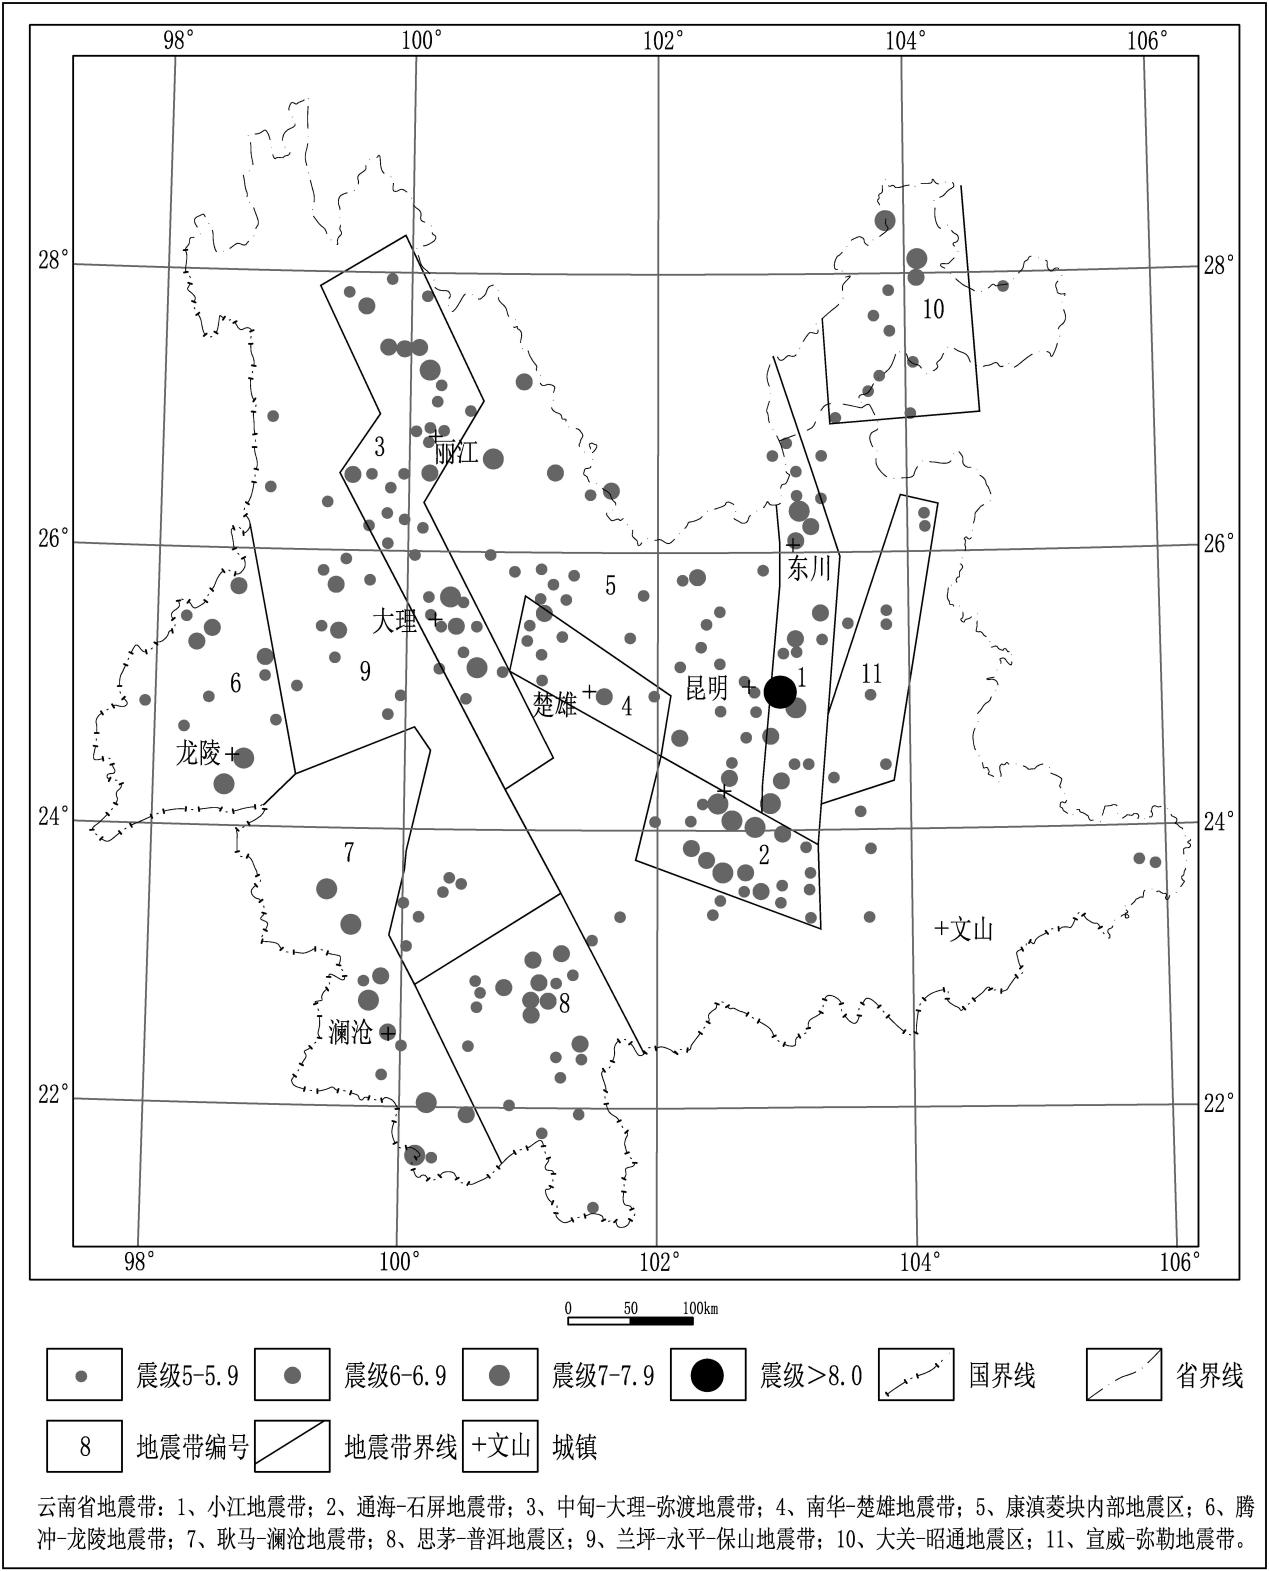 98° 100° 102° 104° 106°
28° 28°
10
3
丽江
26° 26°
东川
5
大理
11
9
6
1
昆明
4
楚雄
龙陵
24° 24°
7
2
文山
8
澜沧
22° 22°
98° 100° 102° 104° 106°
0 50 100km
震级5-5.9 震级6-6.9 震级7-7.9 震级>8.0 国界线 省界线
8 地震带编号 地震带界线 +文山 城镇
云南省地震带: 1、小江地震带; 2、通海-石屏地震带; 3、中甸-大理-弥渡地震带; 4、南华-楚雄地震带; 5、康滇菱块内部地震区; 6、腾
冲-龙陵地震带; 7、耿马-澜沧地震带; 8、思茅-普洱地震区; 9、兰坪-永平-保山地震带; 10、大关-昭通地震区; 11、宣威-弥勒地震带。